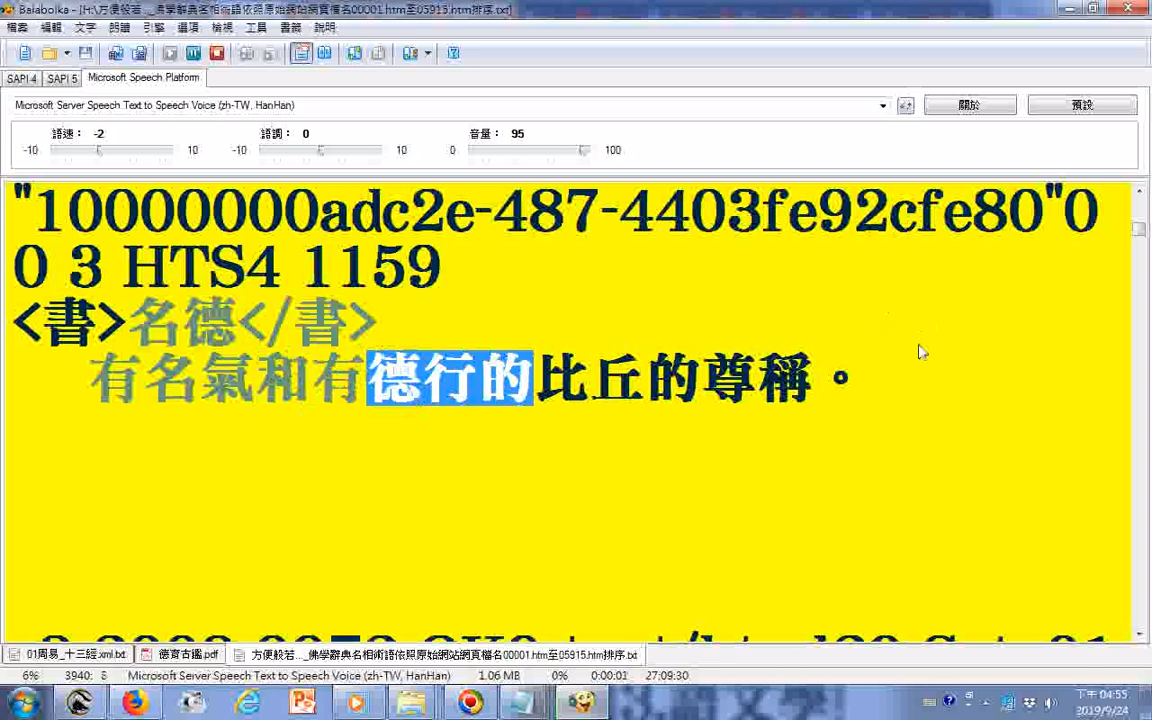 Balabolka - [H:\方便般若..._佛學辭典名相術語依照原始網站網頁檔名00001.htm至05915.htm排序.txt]
檔案 編輯 文字 朗讀 引擎 選項 檢視 工具 書籤 說明
SAPI 4 SAPI 5 Microsoft Speech Platform
Microsoft Server Speech Text to Speech Voice (zh-TW, HanHan) 關於 預設
語速： -2 語調： 0 音量： 95
-10 10 -10 10 0 100
"10000000adc2e-487-4403fe92cfe80"0
0 3 HTS4 1159
<書>名德</書>
有名氣和有德行的比丘的尊稱。
01周易_十三經.xml.txt 德育古鑑.pdf 方便般若..._佛學辭典名相術語依照原始網站網頁檔名00001.htm至05915.htm排序.txt
6% 3940: 8 Microsoft Server Speech Text to Speech Voice (zh-TW, HanHan) 1.06 MB 0% 0:00:01 27:09:30
下午 04:55
2019/9/24